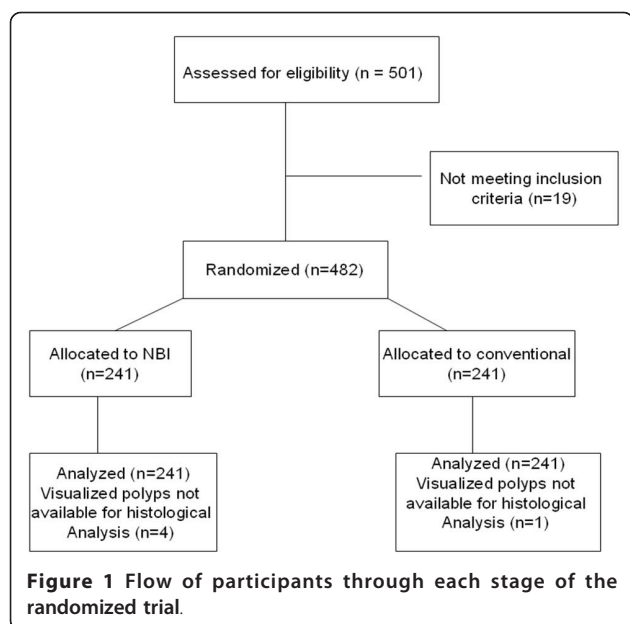 Assessed for eligibility (n = 501)
Not meeting inclusion
criteria (n=19)
Randomized (n=482)
Allocated to NBI
(n=241)
Allocated to conventional
(n=241)
Analyzed (n=241)
Visualized polyps not
available for histological
Analysis (n=4)
Analyzed (n=241)
Visualized polyps not
available for histological
Analysis (n=1)
Figure 1 Flow of participants through each stage of the
randomized trial.